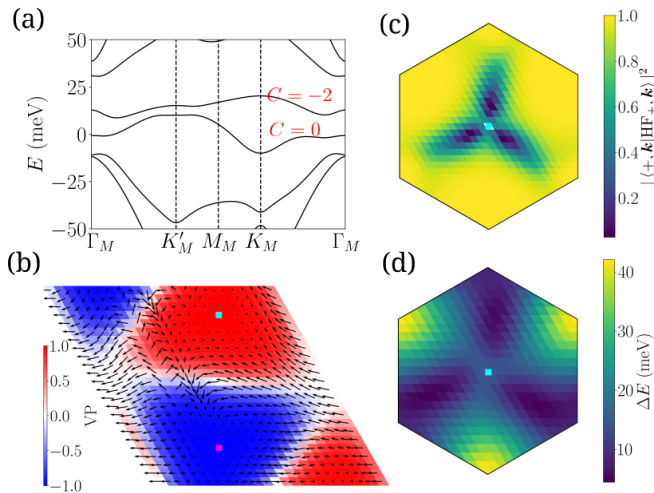 (a)
50
25
0
−25
−50
E (meV)
C = −2
C = 0
Γ_M
K′_M
M_M
K_M
Γ_M
(b)
1.0
0.5
0.0
−0.5
−1.0
VP
(c)
1.0
0.8
0.6
0.4
0.2
|⟨+, k|HF₊, k⟩|²
(d)
40
30
20
10
ΔE (meV)